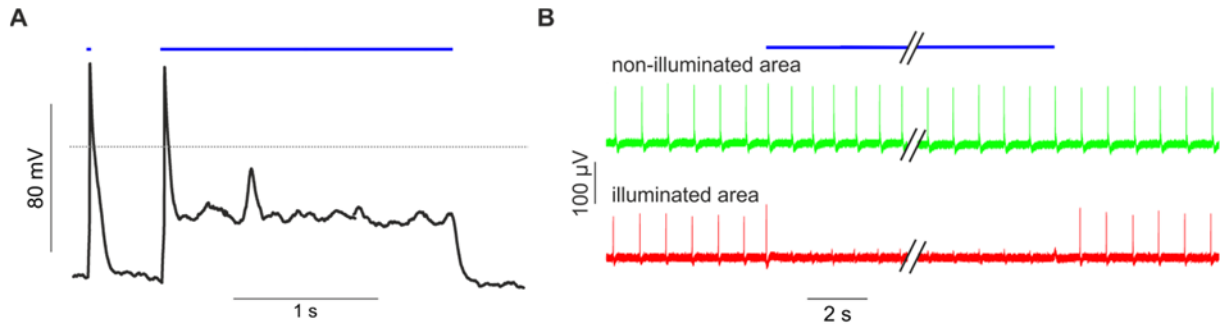 A
80 mV
1 s
B
non-illuminated area
100 µV
illuminated area
2 s